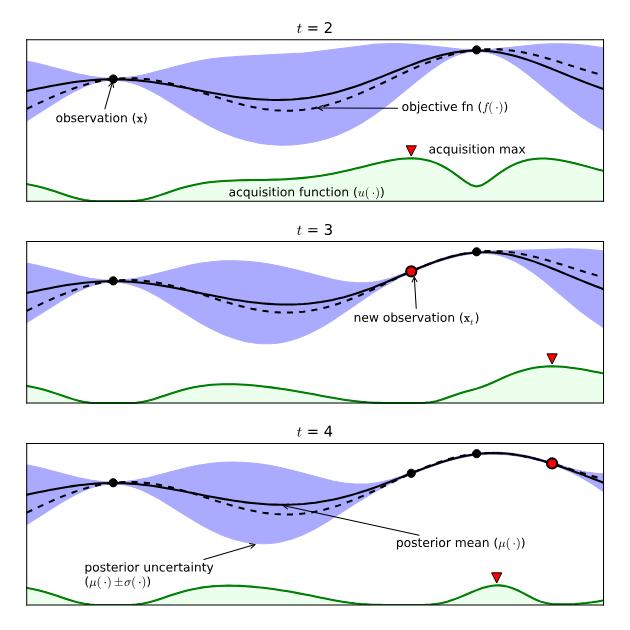 t = 2
observation (x)
objective fn (f(·))
acquisition max
acquisition function (u(·))
t = 3
new observation (xₜ)
t = 4
posterior mean (μ(·))
posterior uncertainty
(μ(·)±σ(·))